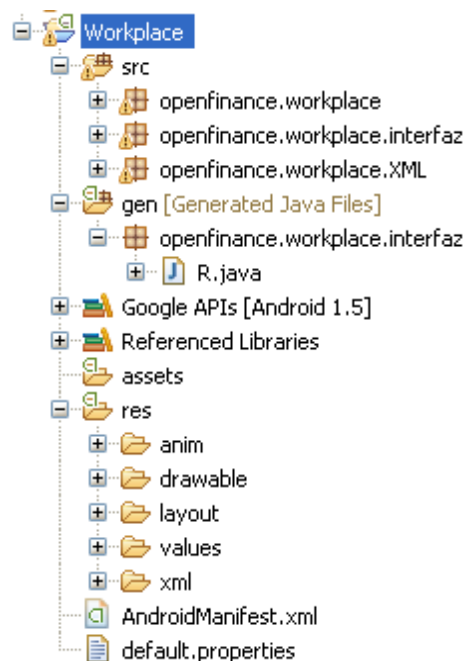 Workplace
src
openfinance.workplace
openfinance.workplace.interfaz
openfinance.workplace.XML
gen [Generated Java Files]
openfinance.workplace.interfaz
R.java
Google APIs [Android 1.5]
Referenced Libraries
assets
res
anim
drawable
layout
values
xml
AndroidManifest.xml
default.properties